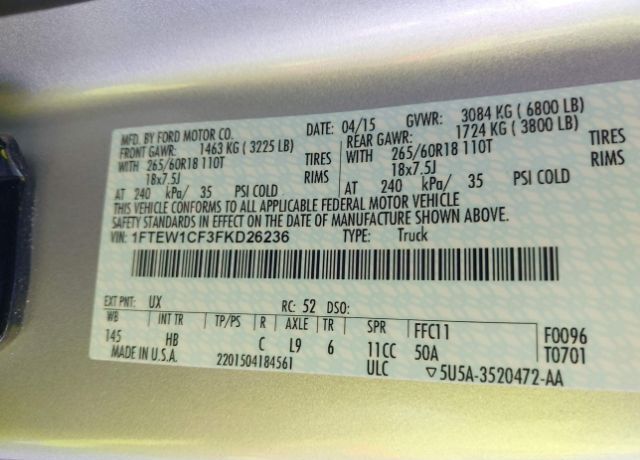 MFD. BY FORD MOTOR CO.
DATE: 04/15 GVWR: 3084 KG ( 6800 LB)
FRONT GAWR: 1463 KG ( 3225 LB) REAR GAWR: 1724 KG ( 3800 LB)
WITH 265/60R18 110T TIRES WITH 265/60R18 110T TIRES
18x7.5J RIMS 18x7.5J RIMS
AT 240 kPa/ 35 PSI COLD AT 240 kPa/ 35 PSI COLD
THIS VEHICLE CONFORMS TO ALL APPLICABLE FEDERAL MOTOR VEHICLE
SAFETY STANDARDS IN EFFECT ON THE DATE OF MANUFACTURE SHOWN ABOVE.
VIN: 1FTEW1CF3FKD26236 TYPE: Truck
EXT PNT: UX RC: 52 DSO:
WB INT TR TP/PS R AXLE TR SPR FFC11 F0096
145 HB C L9 6 11CC 50A T0701
MADE IN U.S.A. 2201504184561 ULC ▽5U5A-3520472-AA